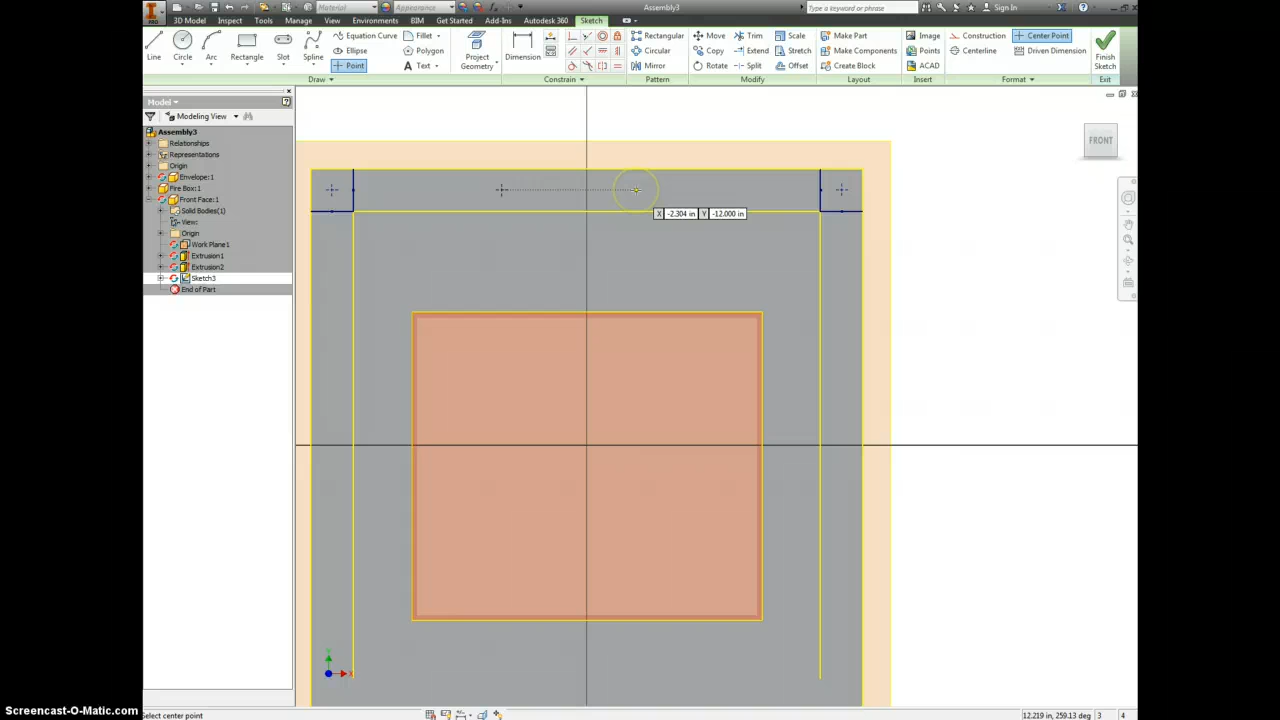 Material
Appearance
Assembly3
Type a keyword or phrase
Sign In
PRO
3D Model Inspect Tools Manage View Environments BIM Get Started Add-Ins Autodesk 360 Sketch
Line Circle Arc Rectangle Slot Spline
Equation Curve
Ellipse
Point
Fillet
Polygon
Text
Project Geometry
Dimension
Rectangular
Circular
Mirror
Move
Copy
Rotate
Trim
Extend
Split
Scale
Stretch
Offset
Make Part
Make Components
Create Block
Image
Points
ACAD
Construction
Centerline
Center Point
Driven Dimension
Finish Sketch
Draw Constrain Pattern Modify Layout Insert Format Exit
Model
Modeling View
Assembly3
Relationships
Representations
Origin
Envelope:1
Fire Box:1
Front Face:1
Solid Bodies(1)
View:
Origin
Work Plane1
Extrusion1
Extrusion2
Sketch3
End of Part
FRONT
X -2.304 in Y -12.000 in
Y
X
Select center point
12.219 in, 259.13 deg 3 4
Screencast-O-Matic.com